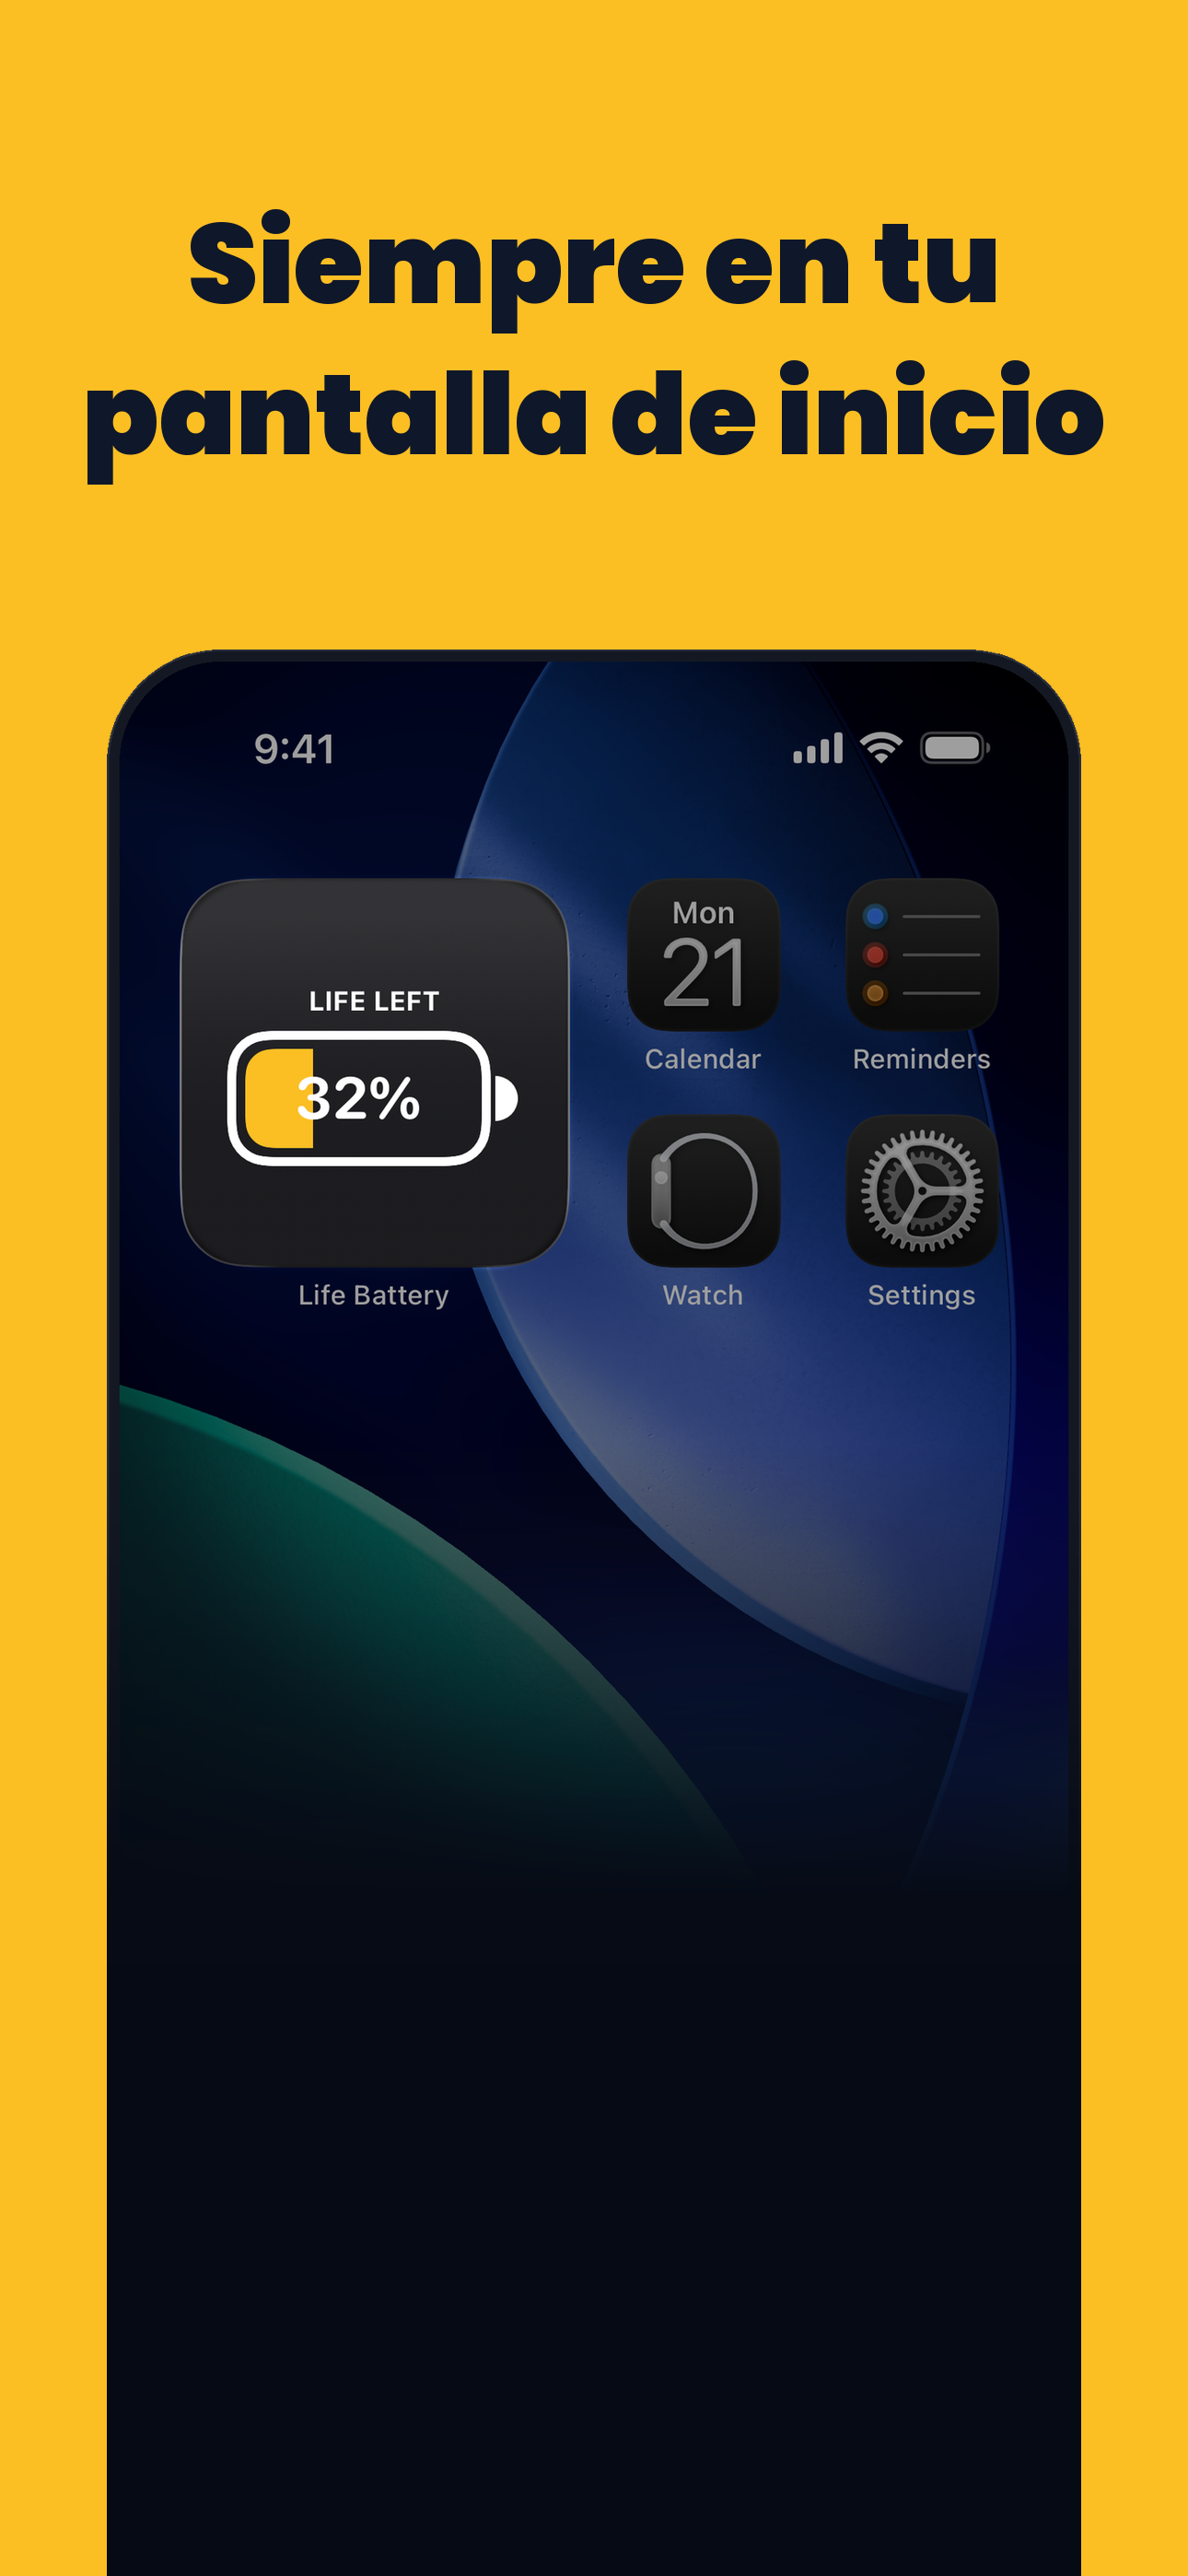 Siempre en tu
pantalla de inicio
9:41
LIFE LEFT
32%
Life Battery
Mon
21
Calendar
Reminders
Watch
Settings